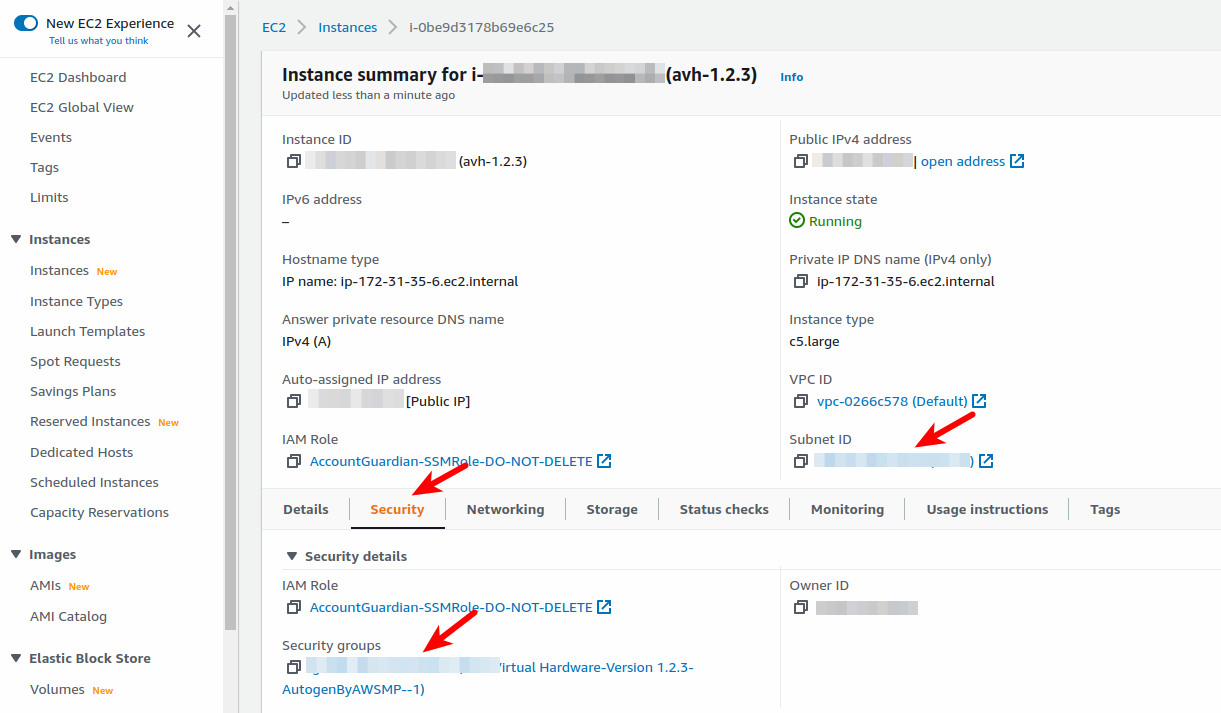 New EC2 Experience
Tell us what you think
EC2 Dashboard
EC2 Global View
Events
Tags
Limits
Instances
Instances New
Instance Types
Launch Templates
Spot Requests
Savings Plans
Reserved Instances New
Dedicated Hosts
Scheduled Instances
Capacity Reservations
Images
AMIs New
AMI Catalog
Elastic Block Store
Volumes New
EC2 Instances i-0be9d3178b69e6c25
Instance summary for i- (avh-1.2.3) Info
Updated less than a minute ago
Instance ID
(avh-1.2.3)
IPv6 address
–
Hostname type
IP name: ip-172-31-35-6.ec2.internal
Answer private resource DNS name
IPv4 (A)
Auto-assigned IP address
[Public IP]
IAM Role
AccountGuardian-SSMRole-DO-NOT-DELETE
Public IPv4 address
| open address
Instance state
Running
Private IP DNS name (IPv4 only)
ip-172-31-35-6.ec2.internal
Instance type
c5.large
VPC ID
vpc-0266c578 (Default)
Subnet ID
)
Details Security Networking Storage Status checks Monitoring Usage instructions Tags
Security details
IAM Role
AccountGuardian-SSMRole-DO-NOT-DELETE
Security groups
Virtual Hardware-Version 1.2.3-
AutogenByAWSMP--1)
Owner ID